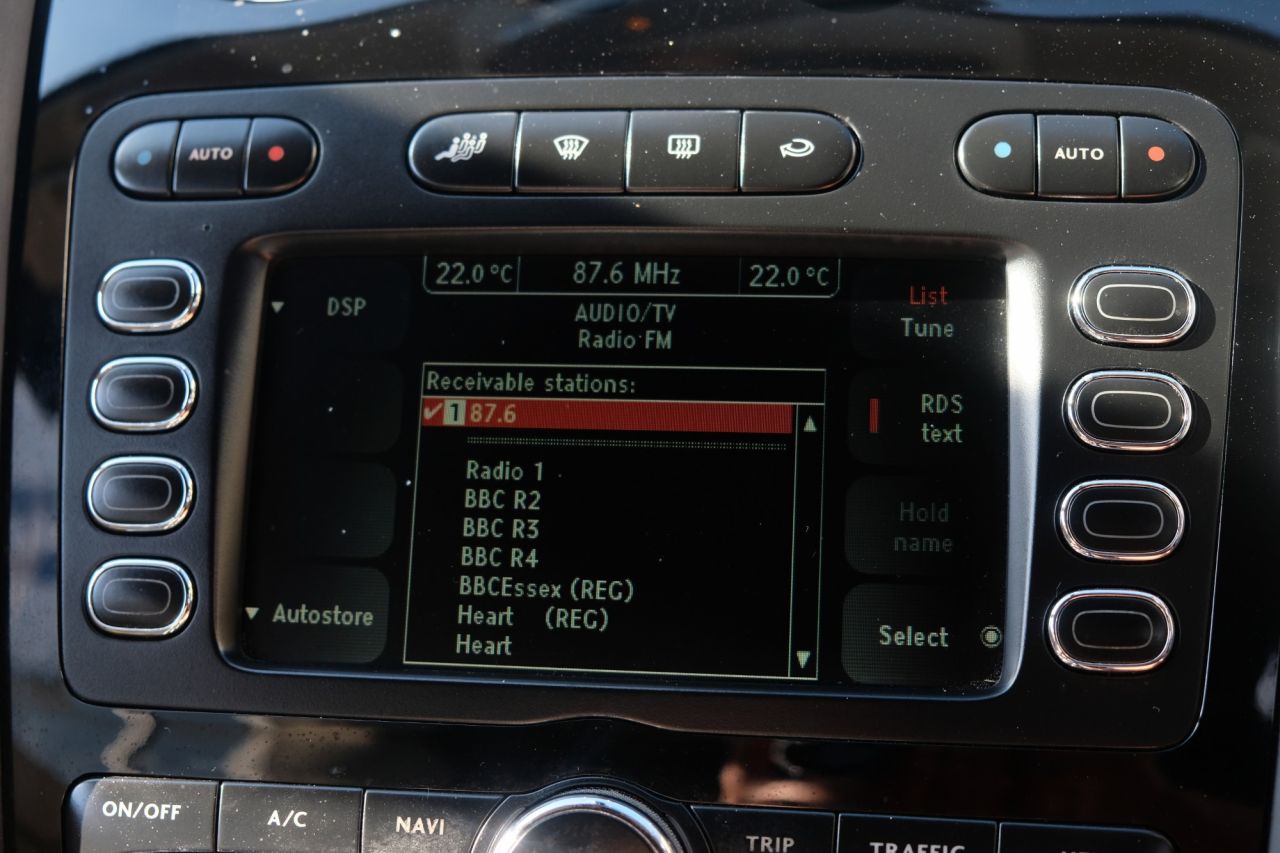 AUTO
AUTO
22.0 °C 87.6 MHz 22.0 °C
DSP
AUDIO/TV
Radio FM
List
Tune
Receivable stations:
1 87.6
Radio 1
BBC R2
BBC R3
BBC R4
BBCEssex (REG)
Heart (REG)
Heart
RDS
text
Hold
name
Autostore
Select
ON/OFF
A/C
NAVI
TRIP
TRAFFIC